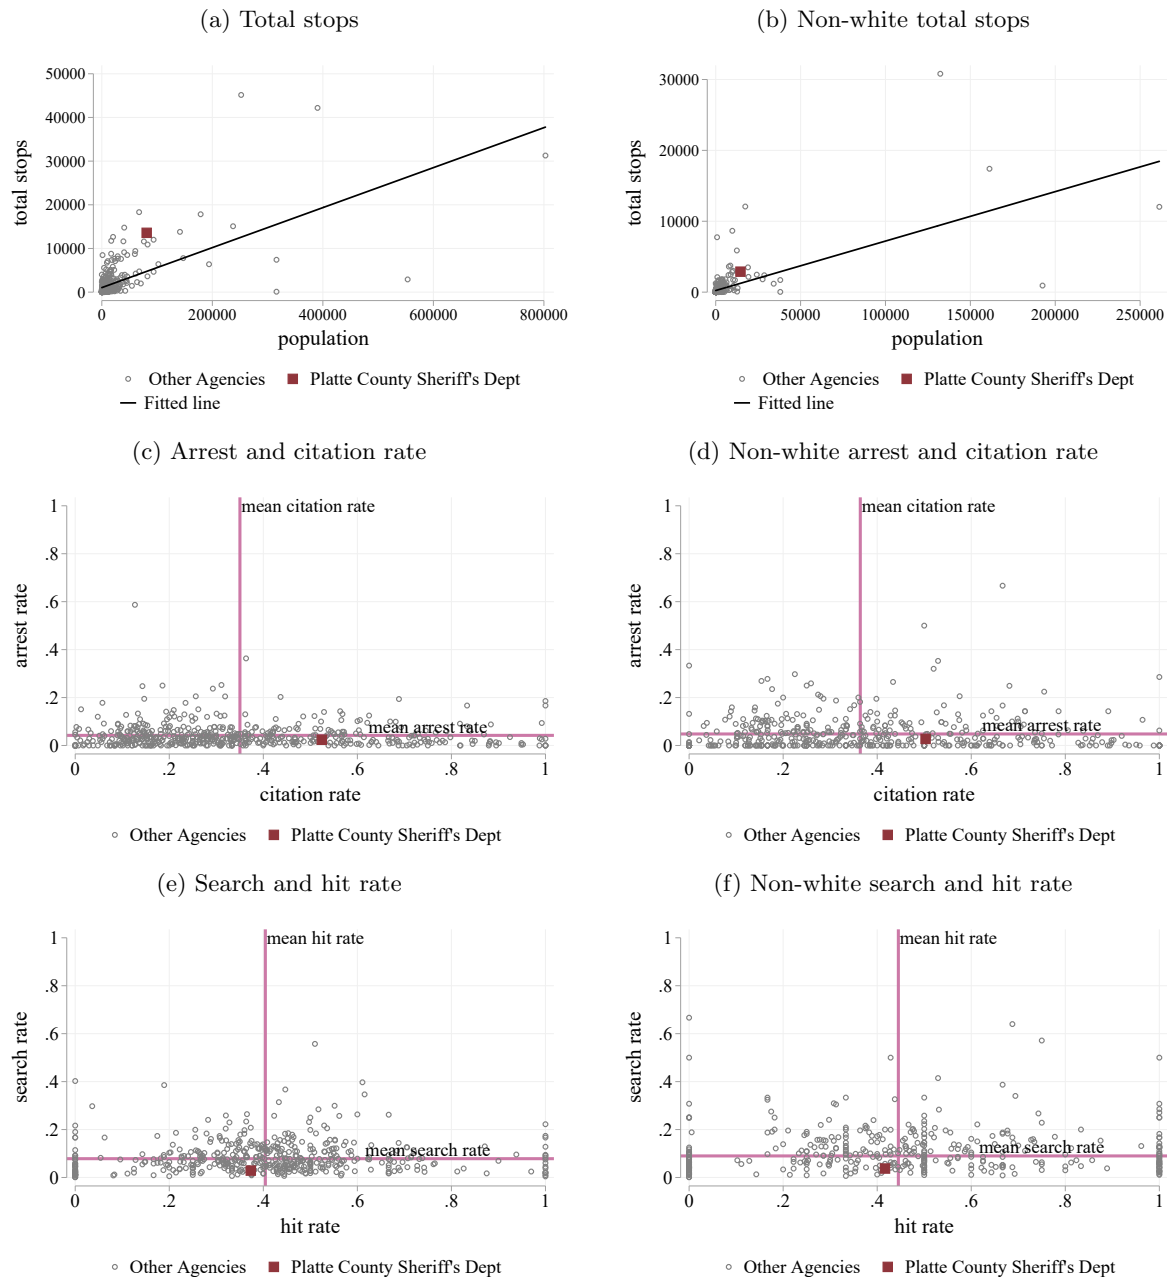 (a) Total stops
(b) Non-white total stops
50000
40000
30000
20000
10000
0
total stops
0 200000 400000 600000 800000
population
Other Agencies Platte County Sheriff's Dept
Fitted line
30000
20000
10000
0
total stops
0 50000 100000 150000 200000 250000
population
Other Agencies Platte County Sheriff's Dept
Fitted line
(c) Arrest and citation rate
(d) Non-white arrest and citation rate
1
.8
.6
.4
.2
0
arrest rate
mean citation rate
mean arrest rate
0 .2 .4 .6 .8 1
citation rate
Other Agencies Platte County Sheriff's Dept
1
.8
.6
.4
.2
0
arrest rate
mean citation rate
mean arrest rate
0 .2 .4 .6 .8 1
citation rate
Other Agencies Platte County Sheriff's Dept
(e) Search and hit rate
(f) Non-white search and hit rate
1
.8
.6
.4
.2
0
search rate
mean hit rate
mean search rate
0 .2 .4 .6 .8 1
hit rate
Other Agencies Platte County Sheriff's Dept
1
.8
.6
.4
.2
0
search rate
mean hit rate
mean search rate
0 .2 .4 .6 .8 1
hit rate
Other Agencies Platte County Sheriff's Dept